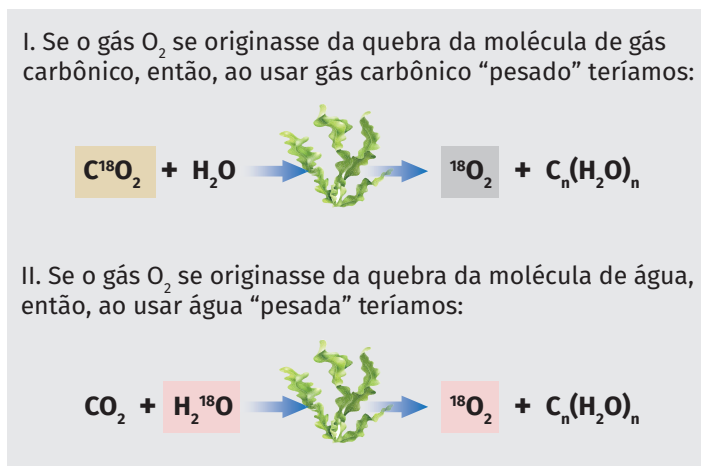 I. Se o gás O₂ se originasse da quebra da molécula de gás
carbônico, então, ao usar gás carbônico “pesado” teríamos:
C¹⁸O₂ + H₂O ¹⁸O₂ + Cₙ(H₂O)ₙ
II. Se o gás O₂ se originasse da quebra da molécula de água,
então, ao usar água “pesada” teríamos:
CO₂ + H₂¹⁸O ¹⁸O₂ + Cₙ(H₂O)ₙ